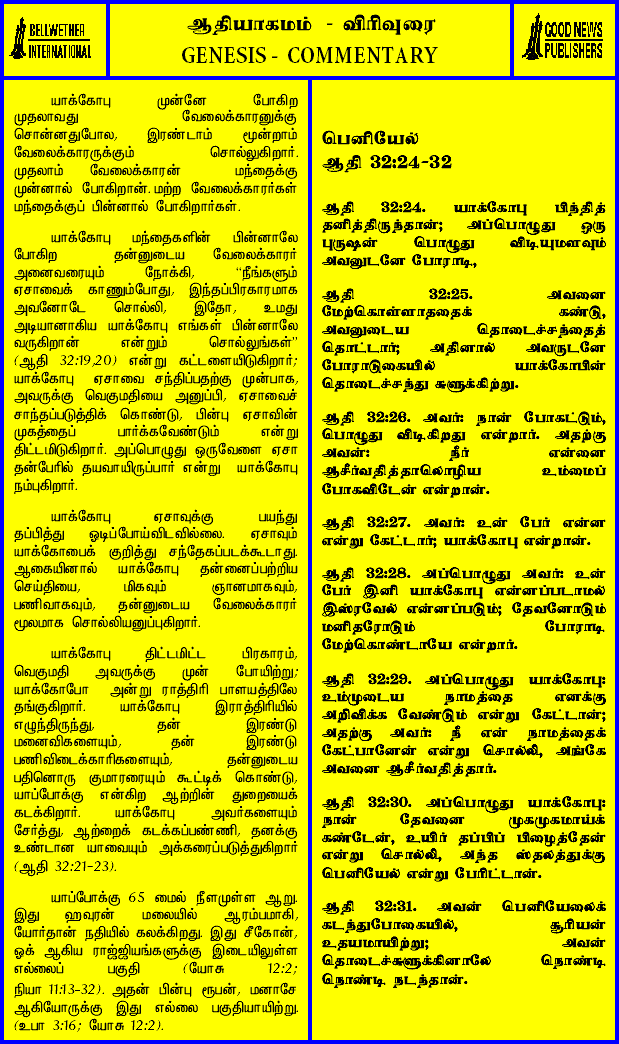 BELLWETHER
INTERNATIONAL
ஆதியாகமம் - விரிவுரை
GENESIS - COMMENTARY
GOOD NEWS
PUBLISHERS
யாக்கோபு முன்னே போகிற
முதலாவது வேலைக்காரனுக்கு
சொன்னதுபோல, இரண்டாம் மூன்றாம்
வேலைக்காரருக்கும் சொல்லுகிறார்.
முதலாம் வேலைக்காரன் மந்தைக்கு
முன்னால் போகிறான். மற்ற வேலைக்காரர்கள்
மந்தைக்குப் பின்னால் போகிறார்கள்.
யாக்கோபு மந்தைகளின் பின்னாலே
போகிற தன்னுடைய வேலைக்காரர்
அனைவரையும் நோக்கி, "நீங்களும்
ஏசாவைக் காணும்போது, இந்தப்பிரகாரமாக
அவனோடே சொல்லி, இதோ, உமது
அடியானாகிய யாக்கோபு எங்கள் பின்னாலே
வருகிறான் என்றும் சொல்லுங்கள்"
(ஆதி 32:19,20) என்று கட்டளையிடுகிறார்;
யாக்கோபு ஏசாவை சந்திப்பதற்கு முன்பாக,
அவருக்கு வெகுமதியை அனுப்பி, ஏசாவைச்
சாந்தப்படுத்திக் கொண்டு, பின்பு ஏசாவின்
முகத்தைப் பார்க்கவேண்டும் என்று
திட்டமிடுகிறார். அப்பொழுது ஒருவேளை ஏசா
தன்பேரில் தயவாயிருப்பார் என்று யாக்கோபு
நம்புகிறார்.
யாக்கோபு ஏசாவுக்கு பயந்து
தப்பித்து ஓடிப்போய்விடவில்லை. ஏசாவும்
யாக்கோபைக் குறித்து சந்தேகப்படக்கூடாது.
ஆகையினால் யாக்கோபு தன்னைப்பற்றிய
செய்தியை, மிகவும் ஞானமாகவும்,
பணிவாகவும், தன்னுடைய வேலைக்காரர்
மூலமாக சொல்லியனுப்புகிறார்.
யாக்கோபு திட்டமிட்ட பிரகாரம்,
வெகுமதி அவருக்கு முன் போயிற்று;
யாக்கோபோ அன்று ராத்திரி பாளயத்திலே
தங்குகிறார். யாக்கோபு இராத்திரியில்
எழுந்திருந்து, தன் இரண்டு
மனைவிகளையும், தன் இரண்டு
பணிவிடைக்காரிகளையும், தன்னுடைய
பதினொரு குமாரரையும் கூட்டிக் கொண்டு,
யாப்போக்கு என்கிற ஆற்றின் துறையைக்
கடக்கிறார். யாக்கோபு அவர்களையும்
சேர்த்து, ஆற்றைக் கடக்கப்பண்ணி, தனக்கு
உண்டான யாவையும் அக்கரைப்படுத்துகிறார்
(ஆதி 32:21-23).
யாப்போக்கு 65 மைல் நீளமுள்ள ஆறு.
இது ஹவுரன் மலையில் ஆரம்பமாகி,
யோர்தான் நதியில் கலக்கிறது. இது சீகோன்,
ஓக் ஆகிய ராஜ்ஜியங்களுக்கு இடையிலுள்ள
எல்லைப் பகுதி (யோசு 12:2;
நியா 11:13-32). அதன் பின்பு ரூபன், மனாசே
ஆகியோருக்கு இது எல்லை பகுதியாயிற்று.
(உபா 3:16; யோசு 12:2).
பெனியேல்
ஆதி 32:24-32
ஆதி 32:24. யாக்கோபு பிந்தித்
தனித்திருந்தான்; அப்பொழுது ஒரு
புருஷன் பொழுது விடியுமளவும்
அவனுடனே போராடி,
ஆதி 32:25. அவனை
மேற்கொள்ளாததைக் கண்டு,
அவனுடைய தொடைச்சந்தைத்
தொட்டார்; அதினால் அவருடனே
போராடுகையில் யாக்கோபின்
தொடைச்சந்து சுளுக்கிற்று.
ஆதி 32:26. அவர்: நான் போகட்டும்,
பொழுது விடிகிறது என்றார். அதற்கு
அவன்: நீர் என்னை
ஆசீர்வதித்தாலொழிய உம்மைப்
போகவிடேன் என்றான்.
ஆதி 32:27. அவர்: உன் பேர் என்ன
என்று கேட்டார்; யாக்கோபு என்றான்.
ஆதி 32:28. அப்பொழுது அவர்: உன்
பேர் இனி யாக்கோபு என்னப்படாமல்
இஸ்ரவேல் என்னப்படும்; தேவனோடும்
மனிதரோடும் போராடி
மேற்கொண்டாயே என்றார்.
ஆதி 32:29. அப்பொழுது யாக்கோபு:
உம்முடைய நாமத்தை எனக்கு
அறிவிக்க வேண்டும் என்று கேட்டான்;
அதற்கு அவர்: நீ என் நாமத்தைக்
கேட்பானேன் என்று சொல்லி, அங்கே
அவனை ஆசீர்வதித்தார்.
ஆதி 32:30. அப்பொழுது யாக்கோபு:
நான் தேவனை முகமுகமாய்க்
கண்டேன், உயிர் தப்பிப் பிழைத்தேன்
என்று சொல்லி, அந்த ஸ்தலத்துக்கு
பெனியேல் என்று பேரிட்டான்.
ஆதி 32:31. அவன் பெனியேலைக்
கடந்துபோகையில், சூரியன்
உதயமாயிற்று; அவன்
தொடைச்சுளுக்கினாலே நொண்டி
நொண்டி நடந்தான்.